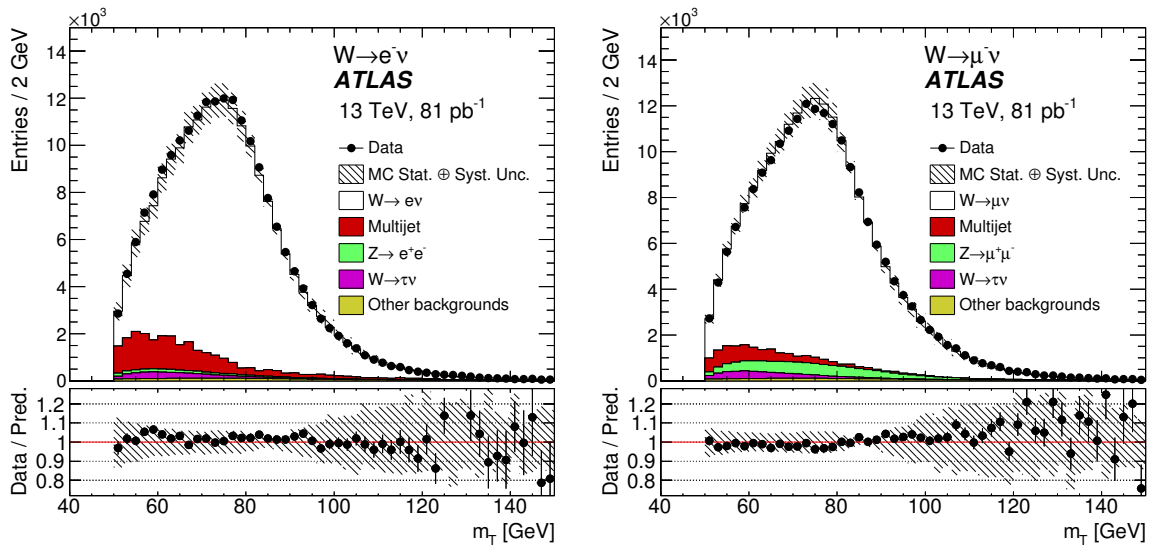 ×10³
Entries / 2 GeV
14
12
10
8
6
4
2
0
W→e⁻ν
ATLAS
13 TeV, 81 pb⁻¹
Data
MC Stat. ⊕ Syst. Unc.
W→ eν
Multijet
Z→ e⁺e⁻
W→τν
Other backgrounds
Data / Pred.
1.2
1.1
1
0.9
0.8
40 60 80 100 120 140
m_T [GeV]
×10³
Entries / 2 GeV
14
12
10
8
6
4
2
0
W→μ⁻ν
ATLAS
13 TeV, 81 pb⁻¹
Data
MC Stat. ⊕ Syst. Unc.
W→μν
Multijet
Z→μ⁺μ⁻
W→τν
Other backgrounds
Data / Pred.
1.2
1.1
1
0.9
0.8
40 60 80 100 120 140
m_T [GeV]